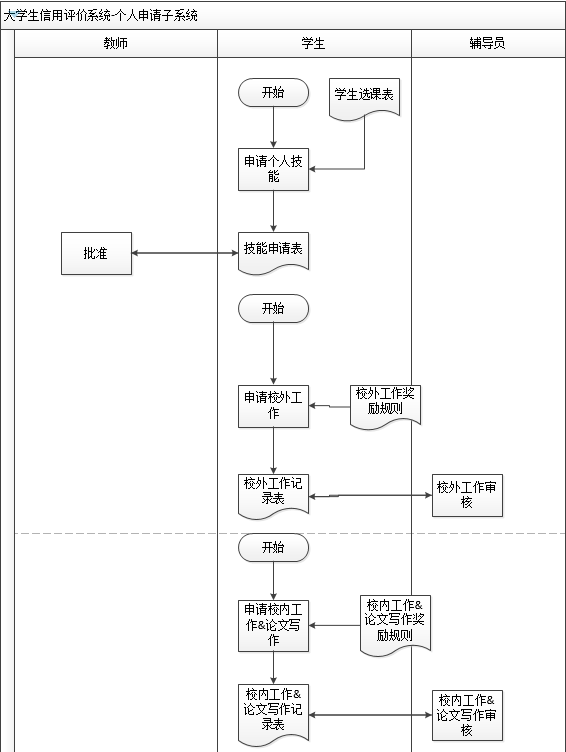 大学生信用评价系统-个人申请子系统
教师
学生
辅导员
开始
学生选课表
申请个人技
能
批准
技能申请表
开始
申请校外工
作
校外工作奖
励规则
校外工作记
录表
校外工作审
核
开始
申请校内工
作&论文写
作
校内工作&
论文写作奖
励规则
校内工作&
论文写作记
录表
校内工作&
论文写作审
核